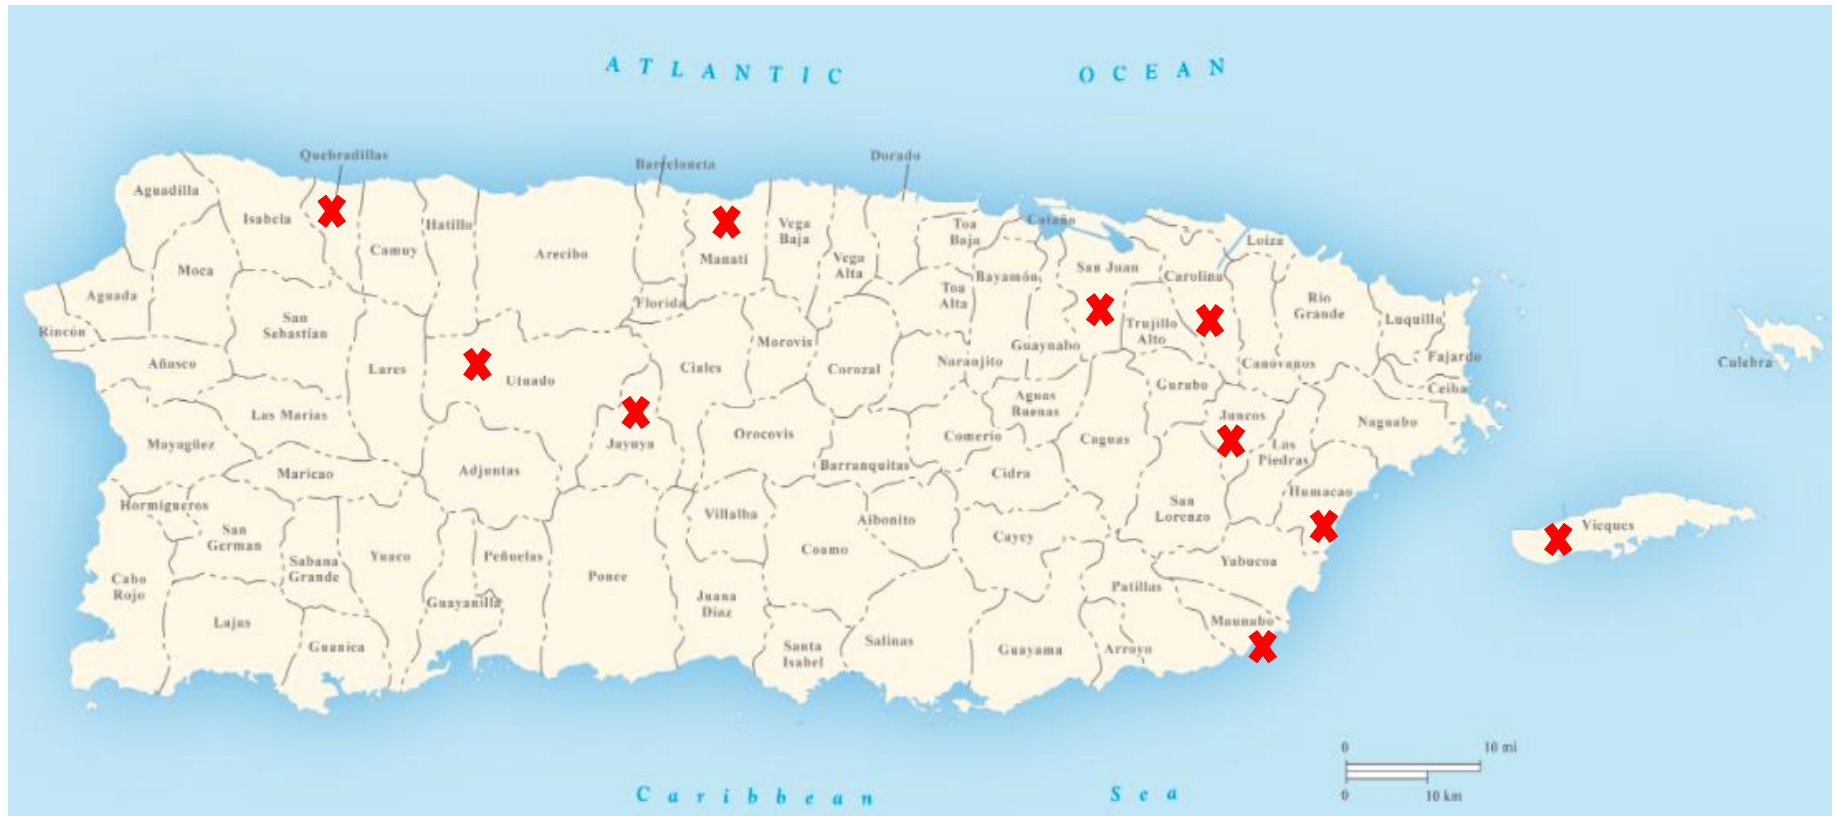 ATLANTIC OCEAN
Quebradillas
Barceloneta
Dorado
Aguadilla
Isabela
Hatillo
Camuy
Arecibo
Manatí
Vega
Baja
Vega
Alta
Toa
Baja
Cataño
Toa
Alta
Bayamón
San Juan
Carolina
Loiza
Moca
Aguada
Rincón
San
Sebastían
Florida
Morovis
Guaynabo
Trujillo
Alto
Río
Grande
Luquillo
Fajardo
Ceiba
Culebra
Añasco
Lares
Utuado
Ciales
Corozal
Naranjito
Canóvanos
Gurabo
Aguas
Buenas
Juncos
Naguabo
Las Marias
Mayagüez
Maricao
Adjuntas
Jayuya
Orocovis
Barranquitas
Comerío
Cidra
Caguas
Las
Piedras
Humacao
Hormigueros
San
German
Sabana
Grande
Yauco
Peñuelas
Guayanilla
Ponce
Villalba
Coamo
Aibonito
Cayey
San
Lorenzo
Yabucoa
Vieques
Cabo
Rojo
Lajas
Guanica
Juana
Díaz
Santa
Isabel
Salinas
Guayama
Arroyo
Patillas
Maunabo
0 10 mi
0 10 km
Caribbean Sea